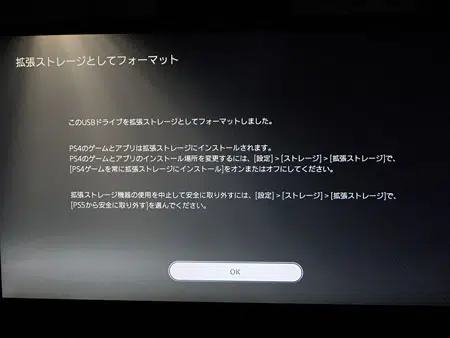 拡張ストレージとしてフォーマット
このUSBドライブを拡張ストレージとしてフォーマットしました。
PS4のゲームとアプリは拡張ストレージにインストールされます。
PS4のゲームとアプリのインストール場所を変更するには、[設定] > [ストレージ] > [拡張ストレージ]で、
[PS4ゲームを常に拡張ストレージにインストール]をオンまたはオフにしてください。
拡張ストレージ機器の使用を中止して安全に取り外すには、[設定] > [ストレージ] > [拡張ストレージ]で、
[PS5から安全に取り外す]を選んでください。
OK